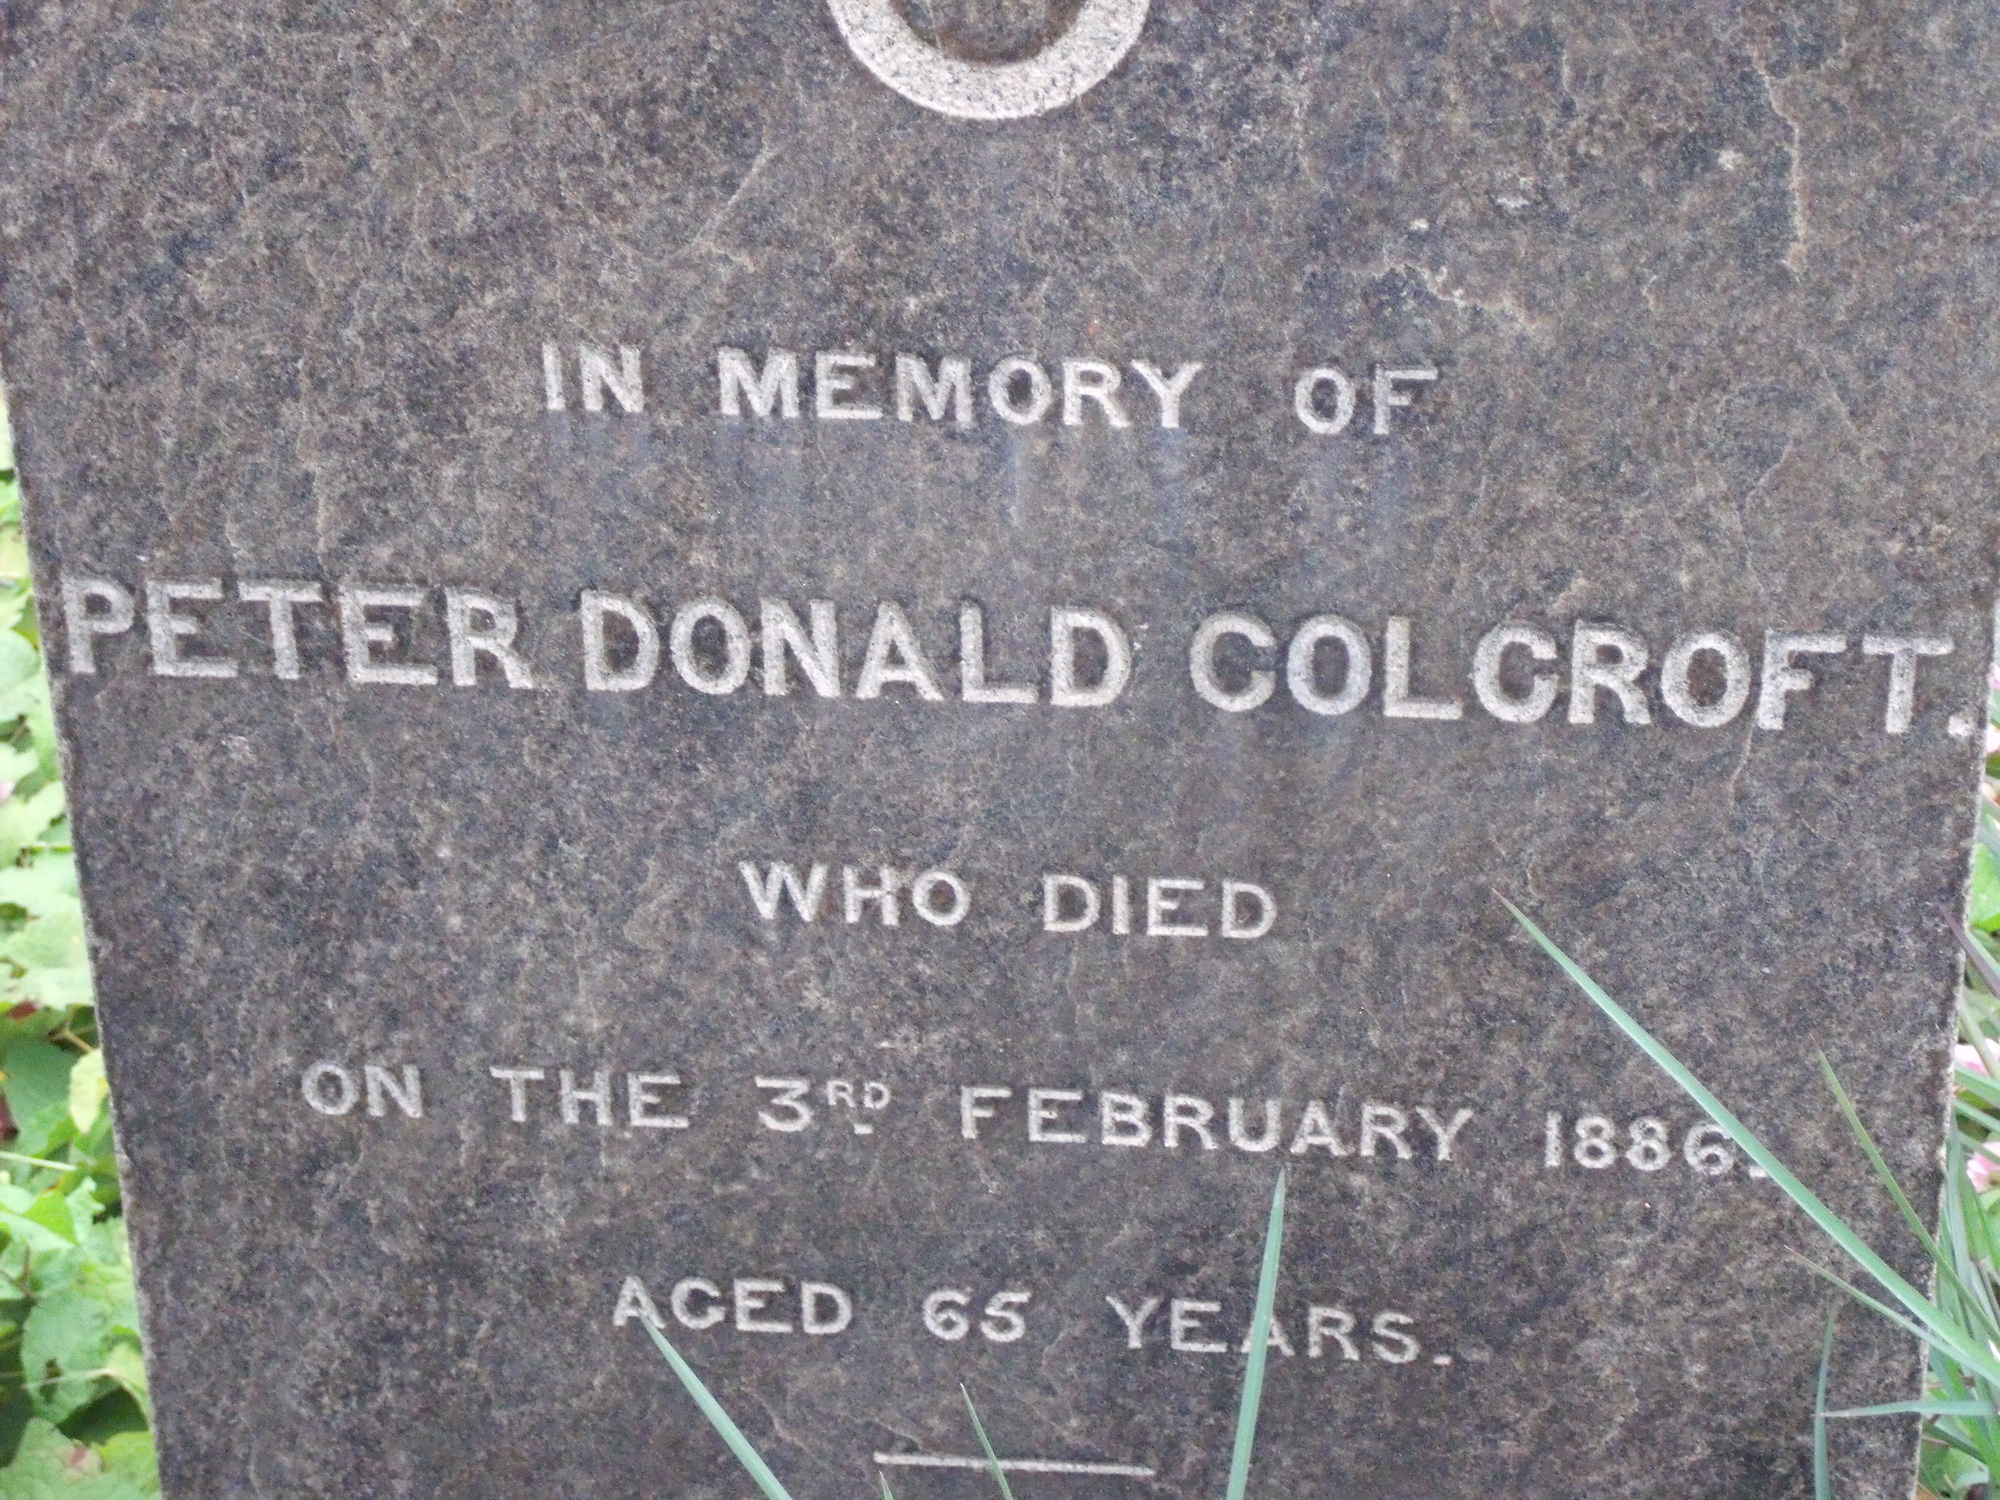 IN MEMORY OF
PETER DONALD COLCROFT.
WHO DIED
ON THE 3RD FEBRUARY 1886.
AGED 65 YEARS.